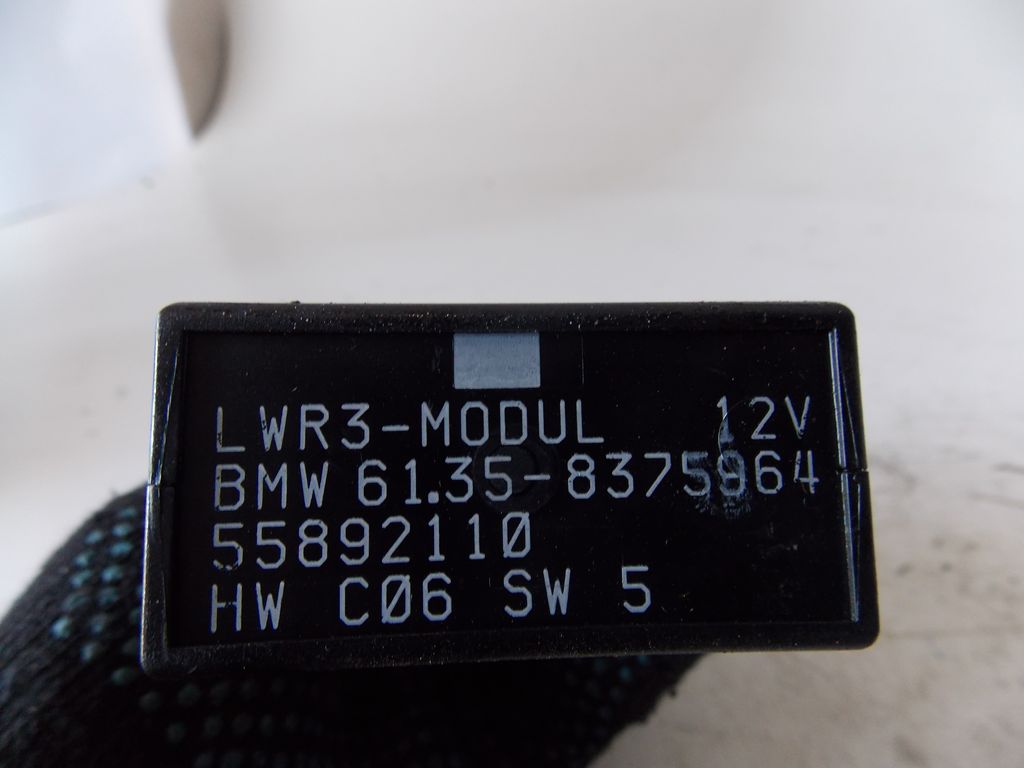 LWR3-MODUL 12V
BMW 61.35-8375964
55892110
HW C06 SW 5